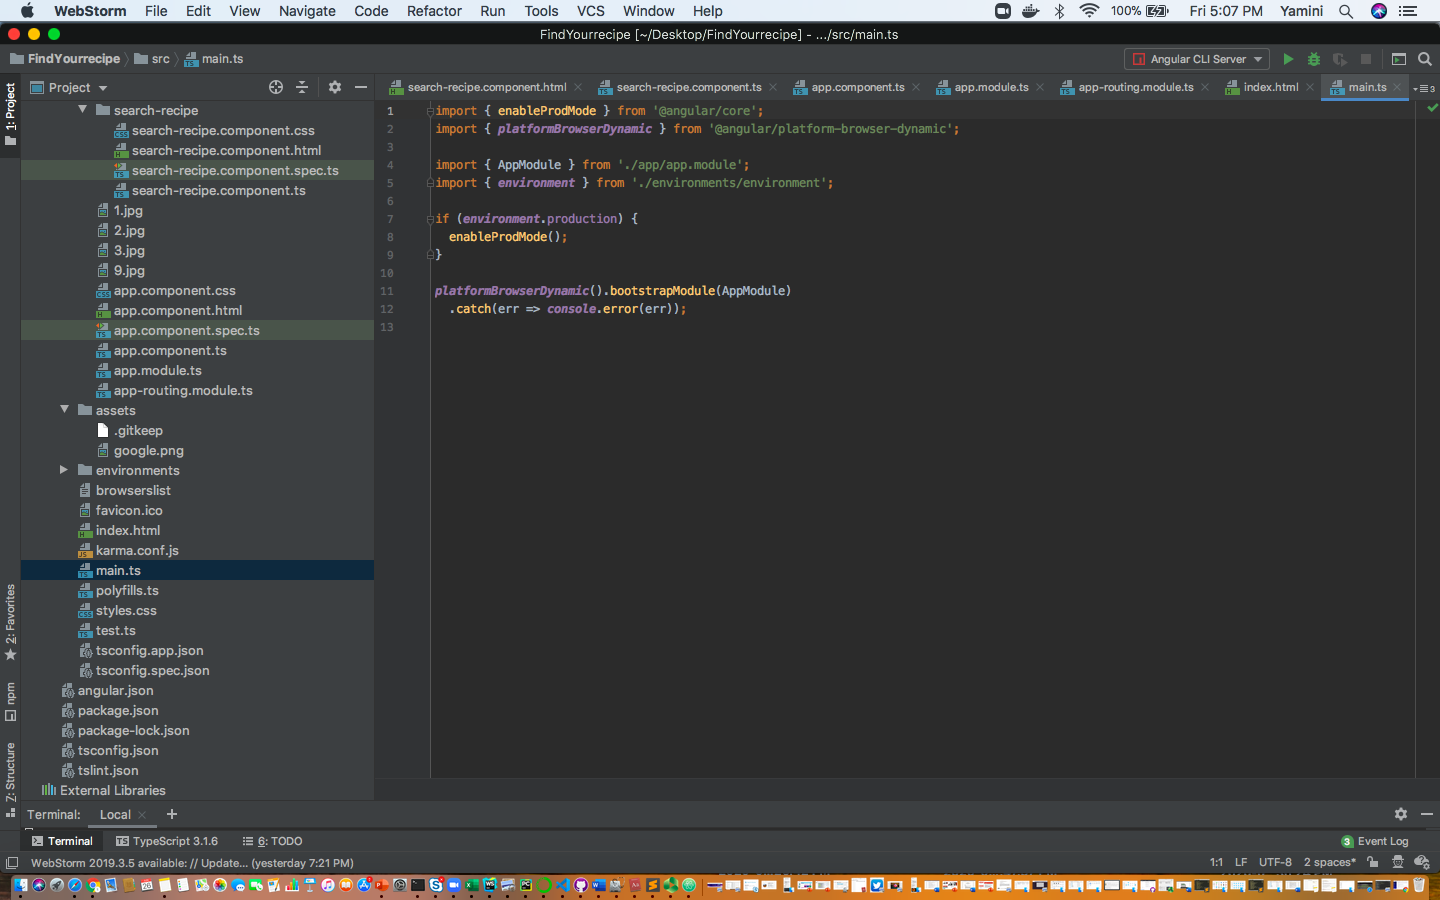 WebStorm File Edit View Navigate Code Refactor Run Tools VCS Window Help 100% Fri 5:07 PM Yamini
FindYourrecipe [~/Desktop/FindYourrecipe] - .../src/main.ts
FindYourrecipe src main.ts Angular CLI Server
1: Project
2: Favorites
npm
Z: Structure
Project
search-recipe
search-recipe.component.css
search-recipe.component.html
search-recipe.component.spec.ts
search-recipe.component.ts
1.jpg
2.jpg
3.jpg
9.jpg
app.component.css
app.component.html
app.component.spec.ts
app.component.ts
app.module.ts
app-routing.module.ts
assets
.gitkeep
google.png
environments
browserslist
favicon.ico
index.html
karma.conf.js
main.ts
polyfills.ts
styles.css
test.ts
tsconfig.app.json
tsconfig.spec.json
angular.json
package.json
package-lock.json
tsconfig.json
tslint.json
External Libraries
search-recipe.component.html search-recipe.component.ts app.component.ts app.module.ts app-routing.module.ts index.html main.ts 3
1 import { enableProdMode } from '@angular/core';
2 import { platformBrowserDynamic } from '@angular/platform-browser-dynamic';
3
4 import { AppModule } from './app/app.module';
5 import { environment } from './environments/environment';
6
7 if (environment.production) {
8 enableProdMode();
9 }
10
11 platformBrowserDynamic().bootstrapModule(AppModule)
12 .catch(err => console.error(err));
13
Terminal: Local +
Terminal TypeScript 3.1.6 6: TODO 3 Event Log
WebStorm 2019.3.5 available: // Update... (yesterday 7:21 PM) 1:1 LF UTF-8 2 spaces*